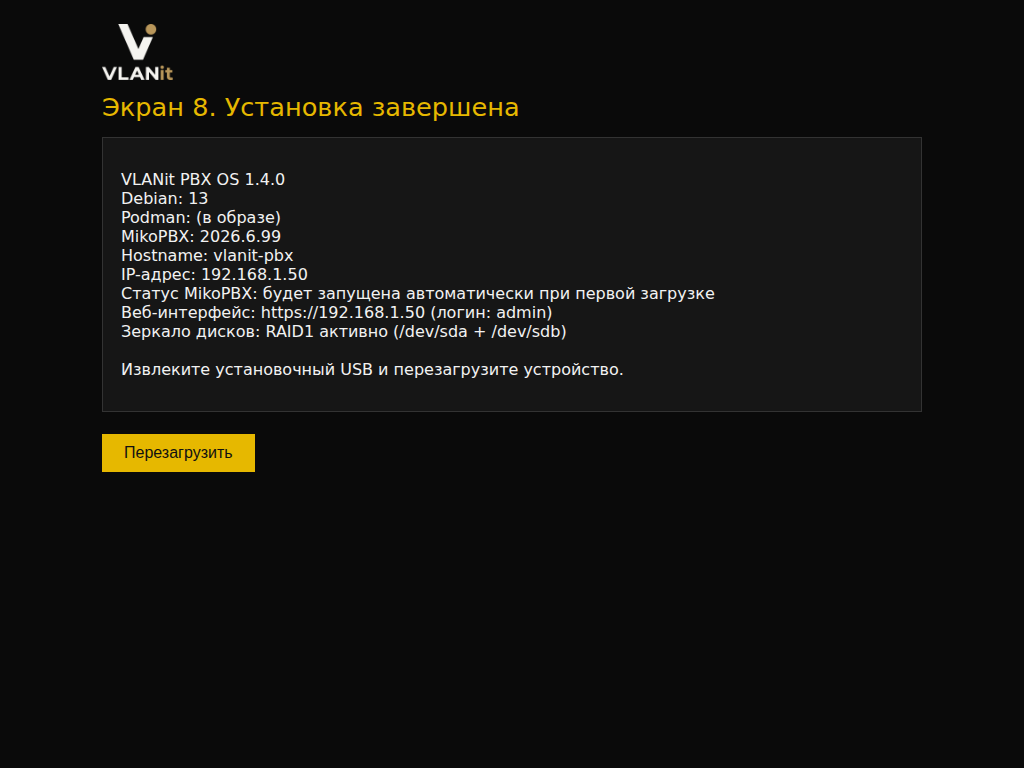 VLANit
Экран 8. Установка завершена
VLANit PBX OS 1.4.0
Debian: 13
Podman: (в образе)
MikoPBX: 2026.6.99
Hostname: vlanit-pbx
IP-адрес: 192.168.1.50
Статус MikoPBX: будет запущена автоматически при первой загрузке
Веб-интерфейс: https://192.168.1.50 (логин: admin)
Зеркало дисков: RAID1 активно (/dev/sda + /dev/sdb)
Извлеките установочный USB и перезагрузите устройство.
Перезагрузить